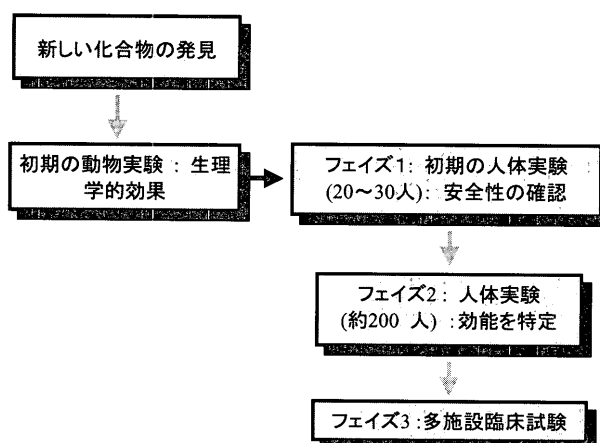 新しい化合物の発見
初期の動物実験 : 生理
学的効果
フェイズ1: 初期の人体実験
(20～30人): 安全性の確認
フェイズ2 : 人体実験
(約200 人) :効能を特定
フェイズ3 :多施設臨床試験